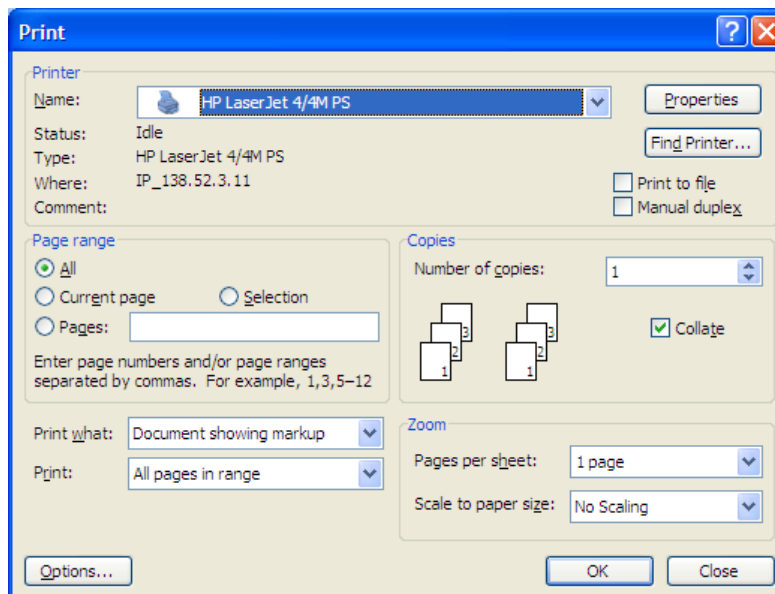 Print
Printer
Name: HP LaserJet 4/4M PS Properties
Status: Idle
Find Printer...
Type: HP LaserJet 4/4M PS
Where: IP_138.52.3.11 Print to file
Comment: Manual duplex
Page range
All
Current page Selection
Pages:
Enter page numbers and/or page ranges
separated by commas. For example, 1,3,5–12
Copies
Number of copies: 1
3 3
2 2
1 1
Collate
Print what: Document showing markup
Print: All pages in range
Zoom
Pages per sheet: 1 page
Scale to paper size: No Scaling
Options... OK Close